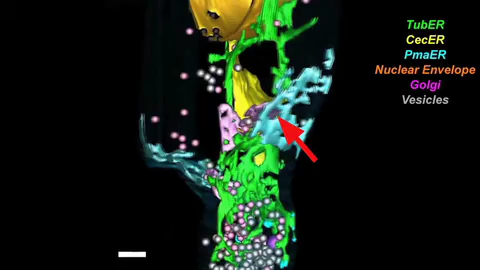 TubER
CecER
PmaER
Nuclear Envelope
Golgi
Vesicles